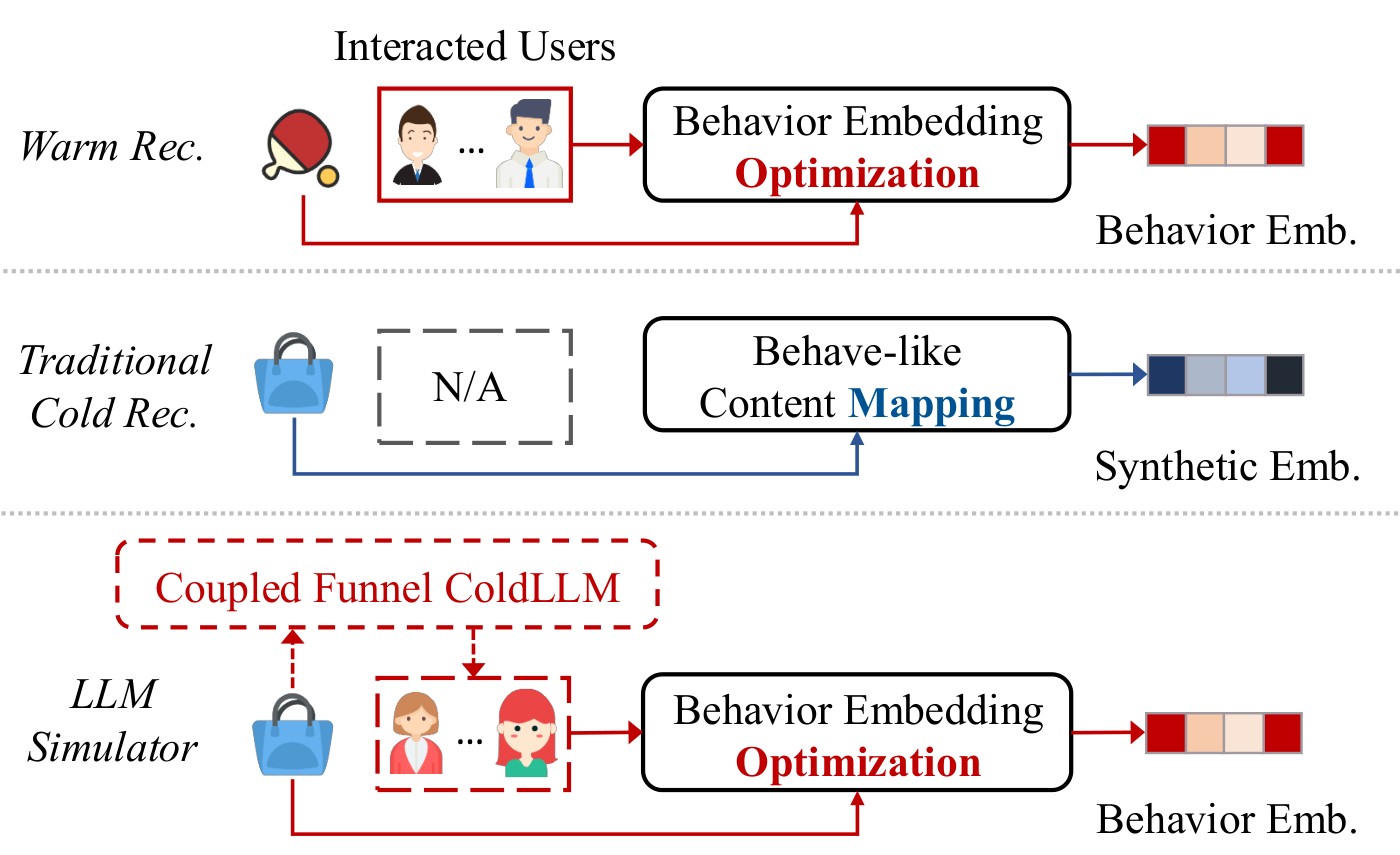 Interacted Users
Warm Rec.
...
Behavior Embedding
Optimization
Behavior Emb.
Traditional
Cold Rec.
N/A
Behave-like
Content Mapping
Synthetic Emb.
Coupled Funnel ColdLLM
LLM
Simulator
...
Behavior Embedding
Optimization
Behavior Emb.